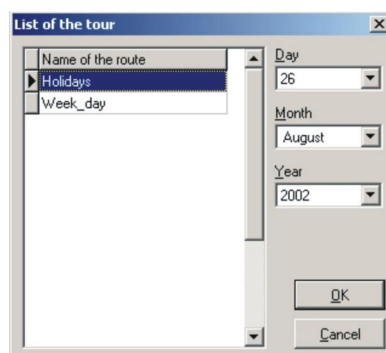 List of the tour
Name of the route
Holidays
Week_day
Day
26
Month
August
Year
2002
OK
Cancel